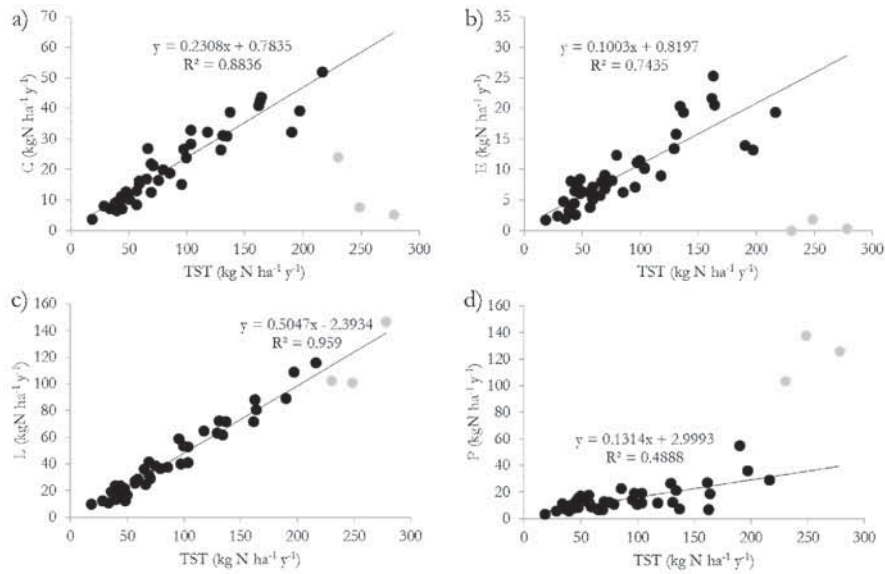 a)
y = 0.2308x + 0.7835
R² = 0.8836
C (kgN ha⁻¹ y⁻¹)
70
60
50
40
30
20
10
0
0 50 100 150 200 250 300
TST (kg N ha⁻¹ y⁻¹)
b)
y = 0.1003x + 0.8197
R² = 0.7435
E (kgN ha⁻¹ y⁻¹)
35
30
25
20
15
10
5
0
0 50 100 150 200 250 300
TST (kg N ha⁻¹ y⁻¹)
c)
y = 0.5047x - 2.3934
R² = 0.959
L (kgN ha⁻¹ y⁻¹)
160
140
120
100
80
60
40
20
0
0 50 100 150 200 250 300
TST (kg N ha⁻¹ y⁻¹)
d)
y = 0.1314x + 2.9993
R² = 0.4888
P (kgN ha⁻¹ y⁻¹)
160
140
120
100
80
60
40
20
0
0 50 100 150 200 250 300
TST (kg N ha⁻¹ y⁻¹)